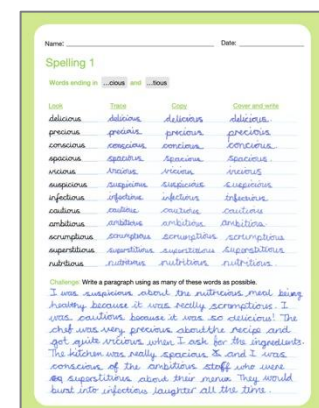 Name: Date:
Spelling 1
Words ending in ...cious and ...tious
Look Trace Copy Cover and write
delicious delicious delicious delicious.
precious precious precious precious
conscious conscious concious concious.
spacious spacious spacious spacious.
vicious vicious vicious vicious
suspicious suspicious suspicious suspicious
infectious infectious infectious infectious
cautious cautious cautious cautious
ambitious ambitious ambitious ambitious.
scrumptious scrumptious scrumptious scrumptious
superstitious superstitious superstitious superstitious.
nutritious nutritious nutritious nutritious.
Challenge: Write a paragraph using as many of these words as possible.
I was suspicious about the nutricious meal being
healthy because it was really scrumptious. I
was cautious because it was so delicious! The
chef was very precious about the recipe and
got quite vicious when I ask for the ingredients.
The kitchen was really spacious & and I was
conscious of the ambitious staff who were
superstitious about their menu. They would
burst into infectious laughter all the time.